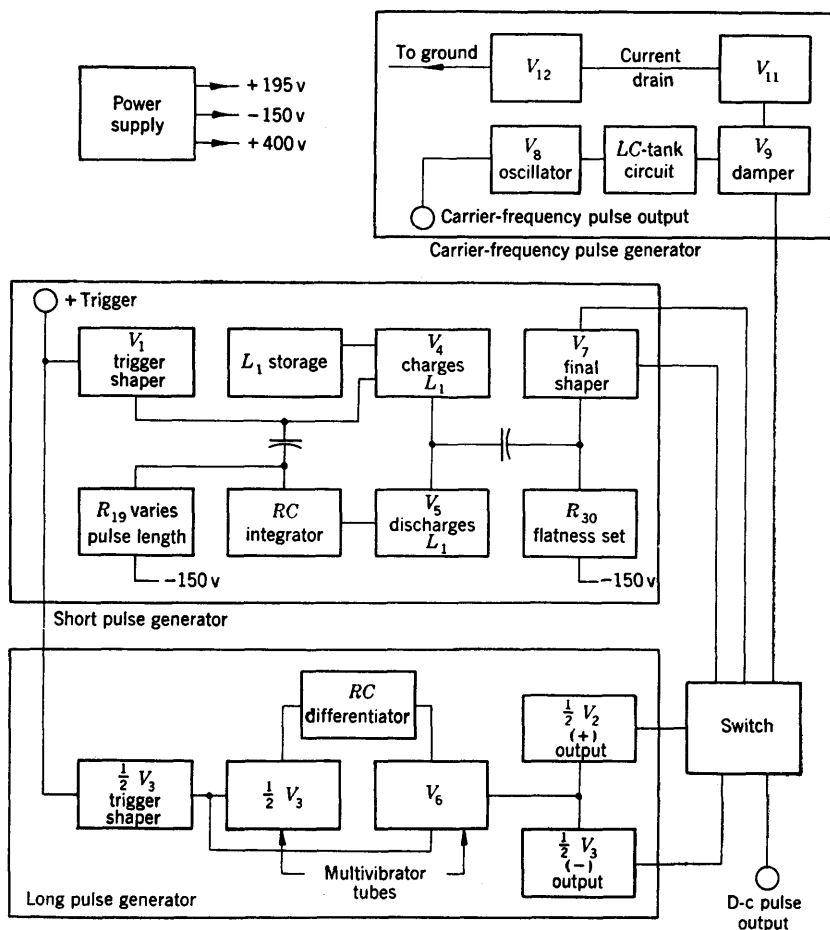 Power
supply
+ 195 v
- 150 v
+ 400 v
To ground
V12
Current
drain
V11
V8
oscillator
LC-tank
circuit
V9
damper
Carrier-frequency pulse output
Carrier-frequency pulse generator
+ Trigger
V1
trigger
shaper
L1 storage
V4
charges
L1
V7
final
shaper
R19 varies
pulse length
RC
integrator
V5
discharges
L1
R30
flatness set
-150 v
-150 v
Short pulse generator
RC
differentiator
1/2 V3
trigger
shaper
1/2 V3
V6
1/2 V2
(+)
output
1/2 V3
(-)
output
Switch
Multivibrator
tubes
Long pulse generator
D-c pulse
output